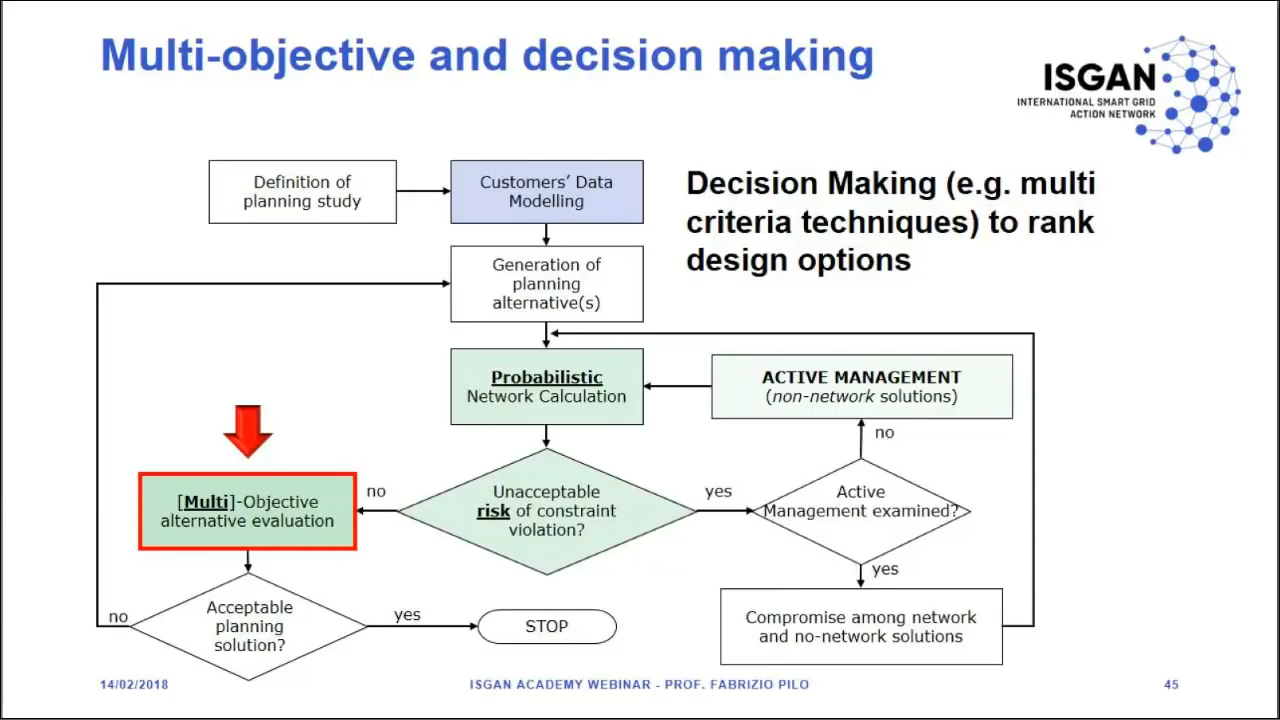 Multi-objective and decision making
ISGAN
INTERNATIONAL SMART GRID
ACTION NETWORK
Definition of
planning study
Customers’ Data
Modelling
Decision Making (e.g. multi
criteria techniques) to rank
design options
Generation of
planning
alternative(s)
Probabilistic
Network Calculation
ACTIVE MANAGEMENT
(non-network solutions)
no
[Multi]-Objective
alternative evaluation
no
Unacceptable
risk of constraint
violation?
yes
Active
Management examined?
yes
no
Acceptable
planning
solution?
yes
STOP
Compromise among network
and no-network solutions
14/02/2018
ISGAN ACADEMY WEBINAR - PROF. FABRIZIO PILO
45